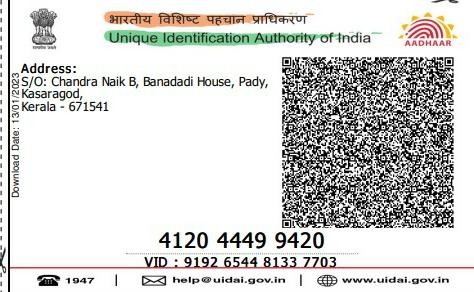 भारतीय विशिष्ट पहचान प्राधिकरण
Unique Identification Authority of India
AADHAAR
Address:
S/O: Chandra Naik B, Banadadi House, Pady,
Kasaragod,
Kerala - 671541
Download Date: 13/01/2023
4120 4449 9420
VID : 9192 6544 8133 7703
1947 | help@uidai.gov.in | www.uidai.gov.in